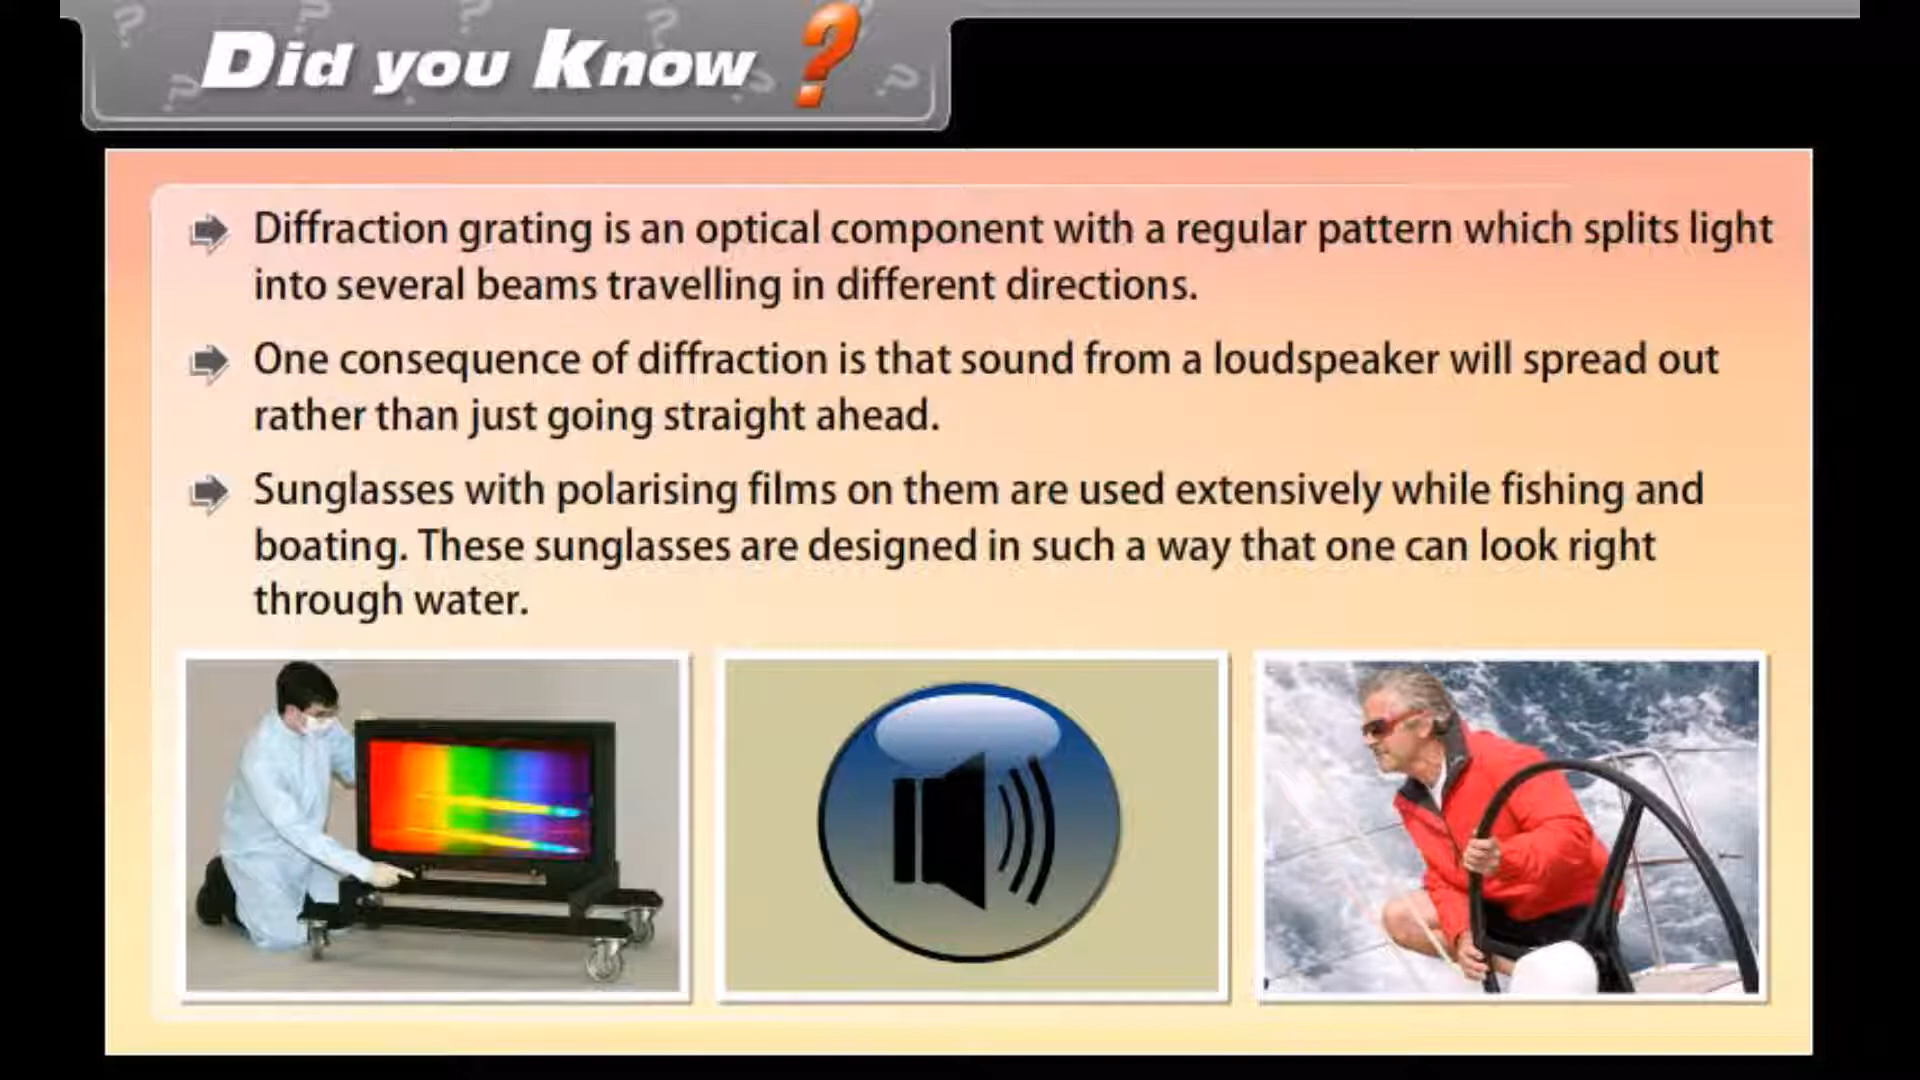 Did you Know ?
Diffraction grating is an optical component with a regular pattern which splits light
into several beams travelling in different directions.
One consequence of diffraction is that sound from a loudspeaker will spread out
rather than just going straight ahead.
Sunglasses with polarising films on them are used extensively while fishing and
boating. These sunglasses are designed in such a way that one can look right
through water.